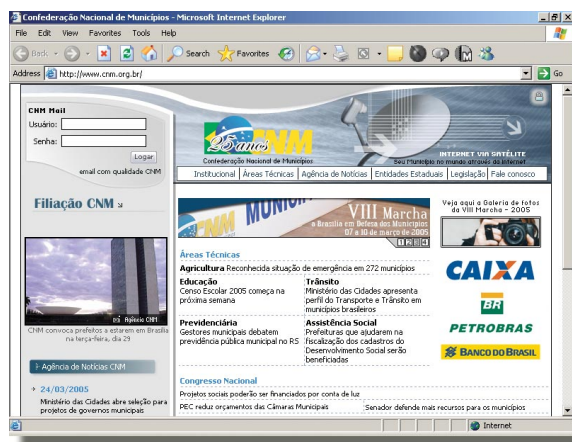 Confederação Nacional de Municípios - Microsoft Internet Explorer
File Edit View Favorites Tools Help
Back Search Favorites
Address http://www.cnm.org.br/ Go
CNM Mail
Usuário:
Senha:
Logar
email com qualidade CNM
Filiação CNM
Agência CNM
CNM convoca prefeitos a estarem em Brasília
na terça-feira, dia 29
Agência de Notícias CNM
24/03/2005
Ministério das Cidades abre seleção para
projetos de governos municipais
25 anos CNM
Confederação Nacional de Municípios
INTERNET VIA SATÉLITE
Seu Município no mundo através da internet
Institucional Áreas Técnicas Agência de Notícias Entidades Estaduais Legislação Fale conosco
CNM
VIII Marcha
a Brasília em Defesa dos Municípios
07 a 10 de março de 2005
1 2 3 4
Áreas Técnicas
Agricultura Reconhecida situação de emergência em 272 municípios
Educação
Censo Escolar 2005 começa na
próxima semana
Trânsito
Ministério das Cidades apresenta
perfil do Transporte e Trânsito em
municípios brasileiros
Previdenciária
Gestores municipais debatem
previdência pública municipal no RS
Assistência Social
Prefeituras que ajudarem na
fiscalização dos cadastros do
Desenvolvimento Social serão
beneficiadas
Congresso Nacional
Projetos sociais poderão ser financiados por conta de luz
PEC reduz orçamentos das Câmaras Municipais
Senador defende mais recursos para os municípios
Veja aqui a Galeria de fotos
da VIII Marcha - 2005
CAIXA
BR
PETROBRAS
BANCO DO BRASIL
Internet